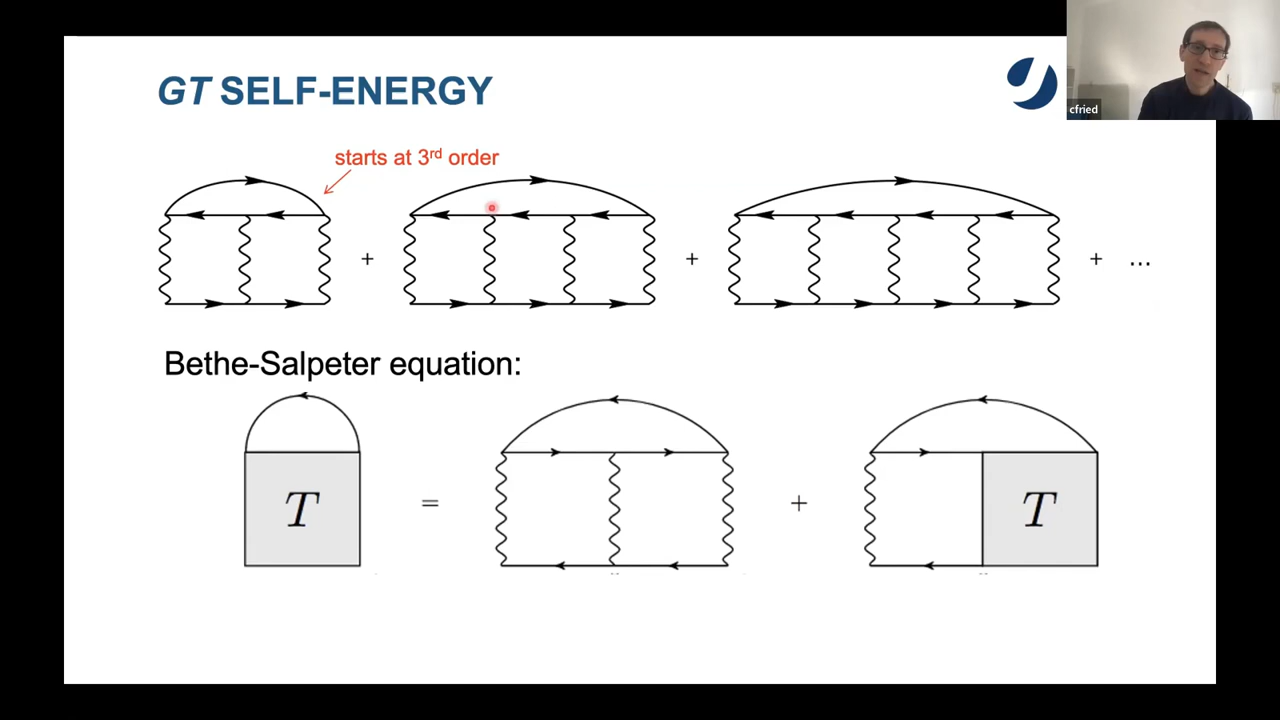 GT SELF-ENERGY
cfried
starts at 3rd order
+ + + ...
Bethe-Salpeter equation:
T = + T